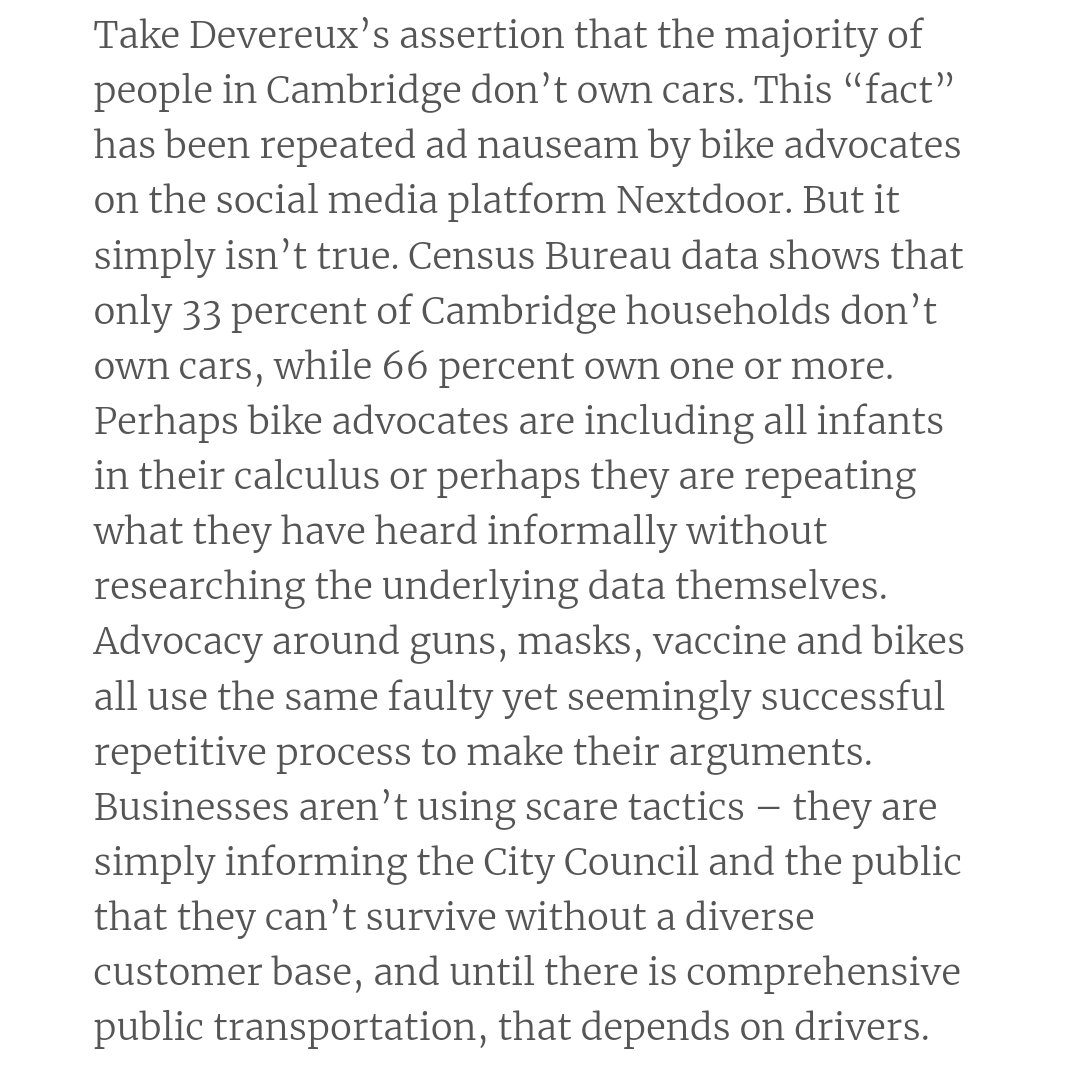 Take Devereux’s assertion that the majority of
people in Cambridge don’t own cars. This “fact”
has been repeated ad nauseam by bike advocates
on the social media platform Nextdoor. But it
simply isn’t true. Census Bureau data shows that
only 33 percent of Cambridge households don’t
own cars, while 66 percent own one or more.
Perhaps bike advocates are including all infants
in their calculus or perhaps they are repeating
what they have heard informally without
researching the underlying data themselves.
Advocacy around guns, masks, vaccine and bikes
all use the same faulty yet seemingly successful
repetitive process to make their arguments.
Businesses aren’t using scare tactics – they are
simply informing the City Council and the public
that they can’t survive without a diverse
customer base, and until there is comprehensive
public transportation, that depends on drivers.